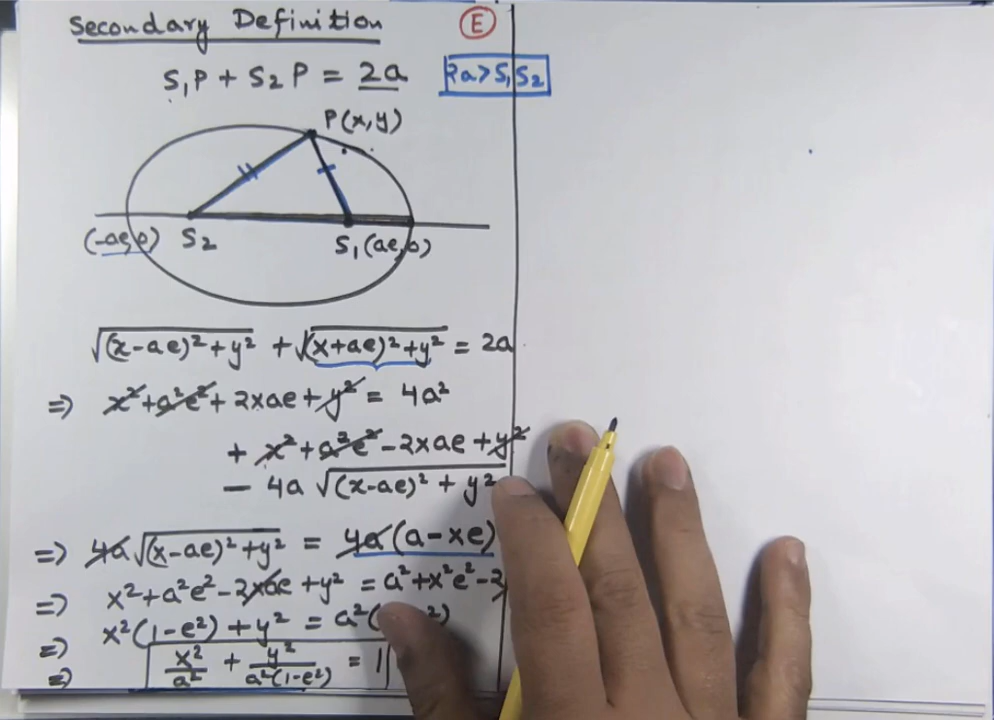 Secondary Definition
E
S₁P + S₂P = 2a
2a > S₁S₂
P(x,y)
(-ae,0) S₂ S₁(ae,0)
√(x-ae)²+y² + √(x+ae)²+y² = 2a
=> x²+a²e²+2xae+y² = 4a²
+ x²+a²e²-2xae+y²
- 4a √(x-ae)²+y²
=> 4a√(x-ae)²+y² = 4a(a-xe)
=> x²+a²e²-2xae+y² = a²+x²e²-2
=> x²(1-e²)+y² = a²( ²)
=> x²/a² + y²/a²(1-e²) = 1